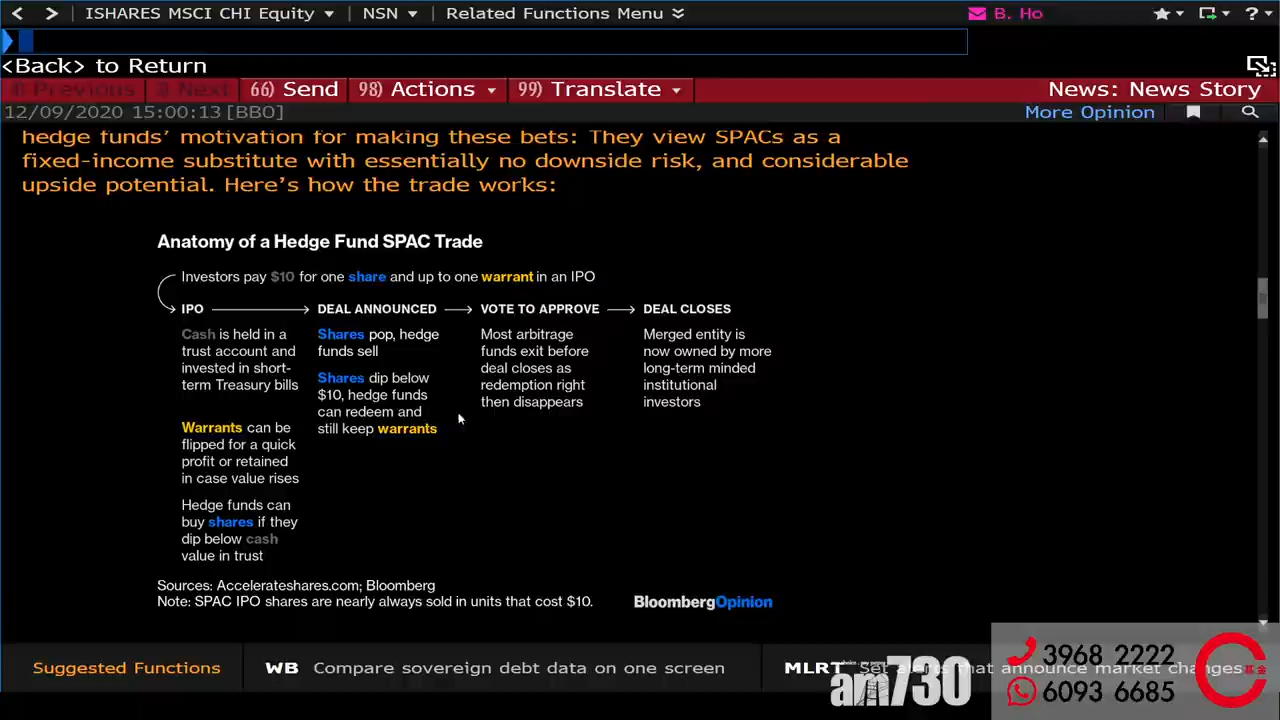 ISHARES MSCI CHI Equity NSN Related Functions Menu B. Ho ?
<Back> to Return
66) Send 98) Actions 99) Translate News: News Story
12/09/2020 15:00:13 [BBO] More Opinion
hedge funds' motivation for making these bets: They view SPACs as a
fixed-income substitute with essentially no downside risk, and considerable
upside potential. Here's how the trade works:
Anatomy of a Hedge Fund SPAC Trade
Investors pay $10 for one share and up to one warrant in an IPO
IPO
Cash is held in a
trust account and
invested in short-
term Treasury bills
Warrants can be
flipped for a quick
profit or retained
in case value rises
Hedge funds can
buy shares if they
dip below cash
value in trust
DEAL ANNOUNCED
Shares pop, hedge
funds sell
Shares dip below
$10, hedge funds
can redeem and
still keep warrants
VOTE TO APPROVE
Most arbitrage
funds exit before
deal closes as
redemption right
then disappears
DEAL CLOSES
Merged entity is
now owned by more
long-term minded
institutional
investors
Sources: Accelerateshares.com; Bloomberg
Note: SPAC IPO shares are nearly always sold in units that cost $10.
BloombergOpinion
Suggested Functions WB Compare sovereign debt data on one screen MLRT Set alerts that announce market changes
am730
3968 2222
6093 6685